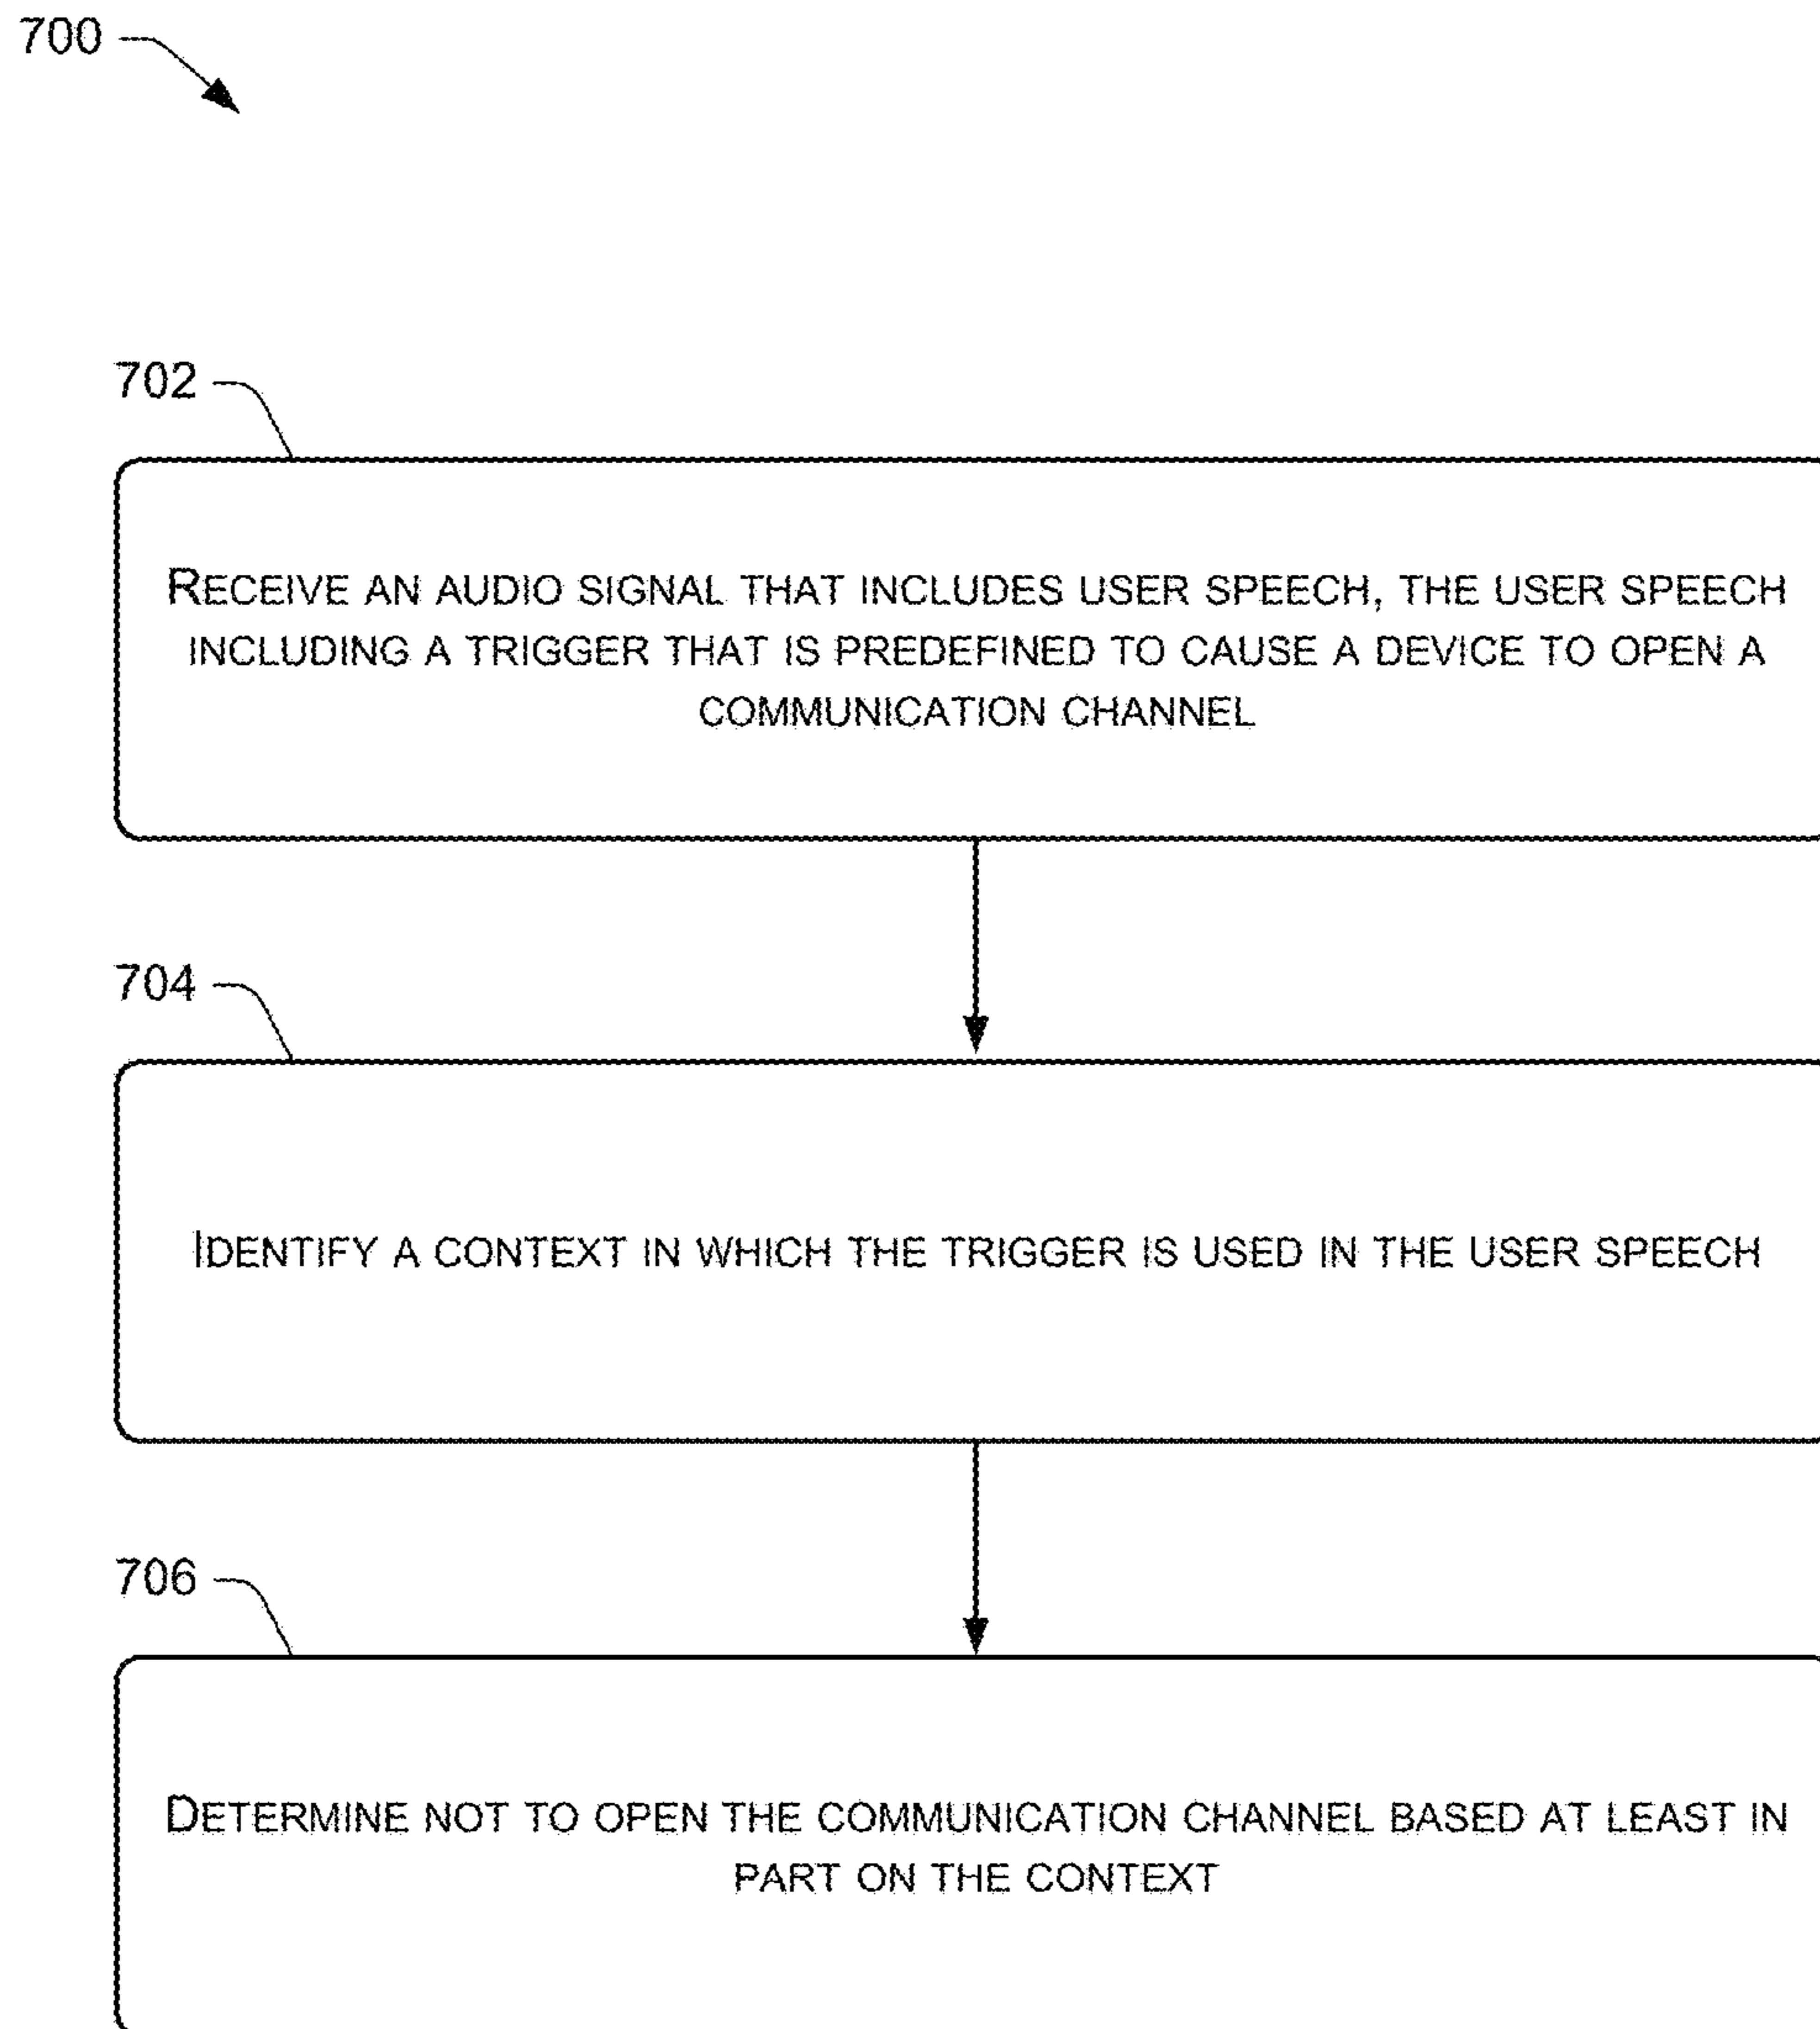 700
702
RECEIVE AN AUDIO SIGNAL THAT INCLUDES USER SPEECH, THE USER SPEECH
INCLUDING A TRIGGER THAT IS PREDEFINED TO CAUSE A DEVICE TO OPEN A
COMMUNICATION CHANNEL
704
IDENTIFY A CONTEXT IN WHICH THE TRIGGER IS USED IN THE USER SPEECH
706
DETERMINE NOT TO OPEN THE COMMUNICATION CHANNEL BASED AT LEAST IN
PART ON THE CONTEXT